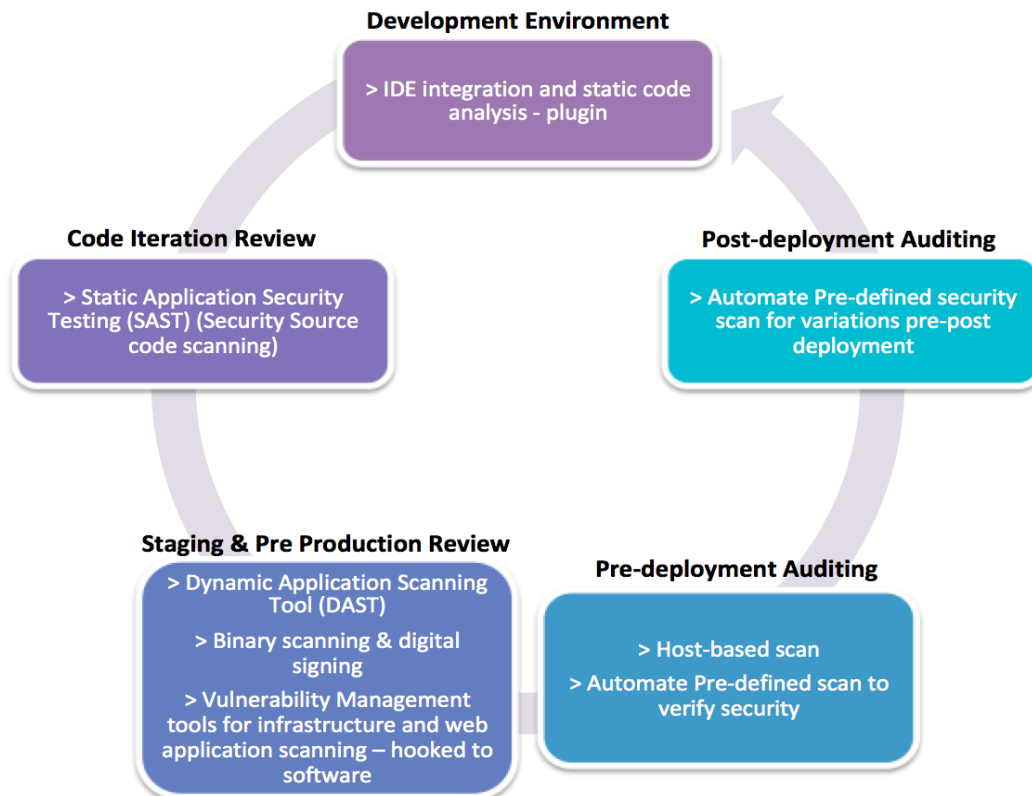 Development Environment
> IDE integration and static code
analysis - plugin
Code Iteration Review
> Static Application Security
Testing (SAST) (Security Source
code scanning)
Post-deployment Auditing
> Automate Pre-defined security
scan for variations pre-post
deployment
Staging & Pre Production Review
> Dynamic Application Scanning
Tool (DAST)
> Binary scanning & digital
signing
> Vulnerability Management
tools for infrastructure and web
application scanning – hooked to
software
Pre-deployment Auditing
> Host-based scan
> Automate Pre-defined scan to
verify security